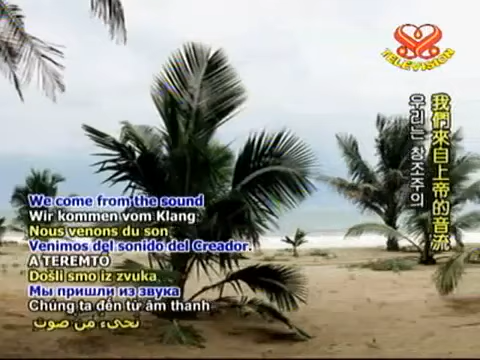 TELEVISION
我們來自上帝的音流
우리는 창조주의
We come from the sound
Wir kommen vom Klang
Nous venons du son
Venimos del sonido del Creador.
A TEREMTŐ
Došli smo iz zvuka
Мы пришли из звука
Chúng ta đến từ âm thanh
نجيء من صوت